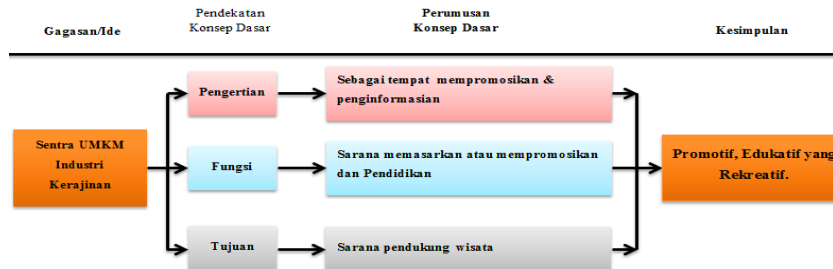 Gagasan/Ide
Pendekatan
Konsep Dasar
Perumusan
Konsep Dasar
Kesimpulan
Sentra UMKM
Industri
Kerajinan
Pengertian
Sebagai tempat mempromosikan &
penginformasian
Fungsi
Sarana memasarkan atau mempromosikan
dan Pendidikan
Tujuan
Sarana pendukung wisata
Promotif, Edukatif yang
Rekreatif.